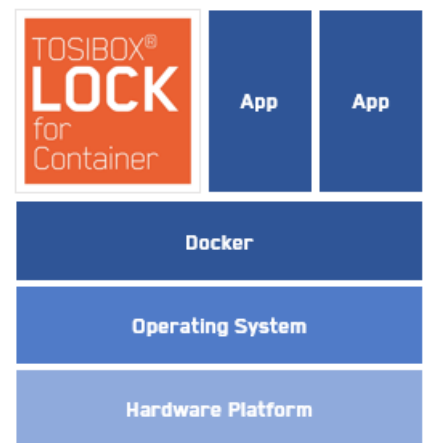 TOSIBOX®
LOCK
for
Container
App
App
Docker
Operating System
Hardware Platform